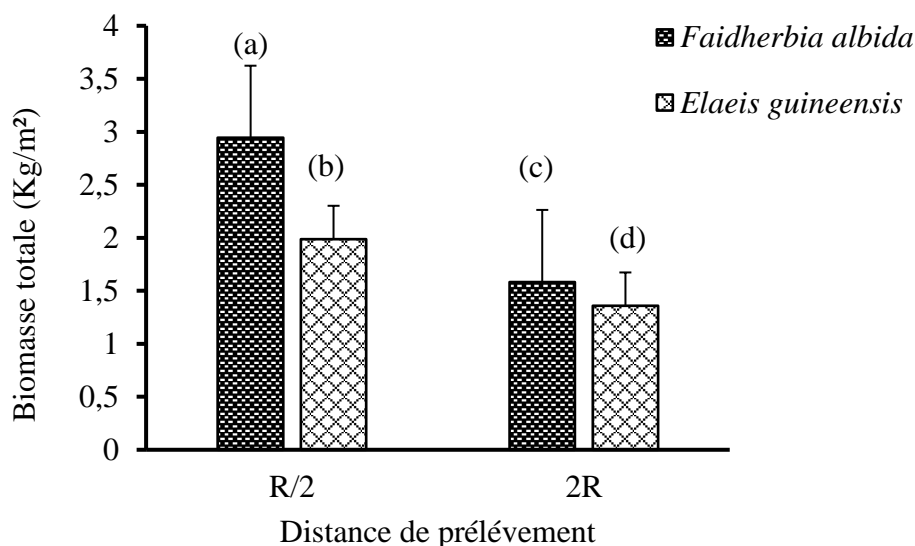 Biomasse totale (Kg/m²)
4
3,5
3
2,5
2
1,5
1
0,5
0
(a)
(b)
(c)
(d)
Faidherbia albida
Elaeis guineensis
R/2
2R
Distance de prélévement